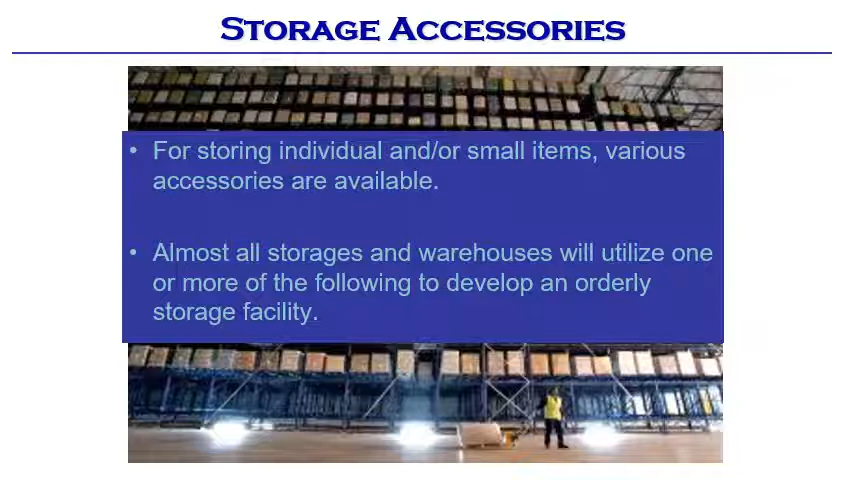 Storage Accessories
• For storing individual and/or small items, various
accessories are available.
• Almost all storages and warehouses will utilize one
or more of the following to develop an orderly
storage facility.